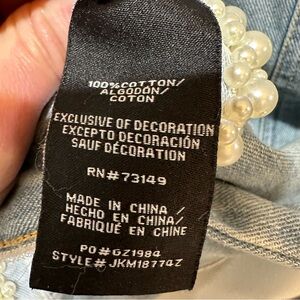 100%COTTON/
ALGODÓN/
COTON
EXCLUSIVE OF DECORATION
EXCEPTO DECORACIÓN
SAUF DÉCORATION
RN#73149
MADE IN CHINA/
HECHO EN CHINA/
FABRIQUÉ EN CHINE
PO#GZ1984
STYLE#JKM18774Z